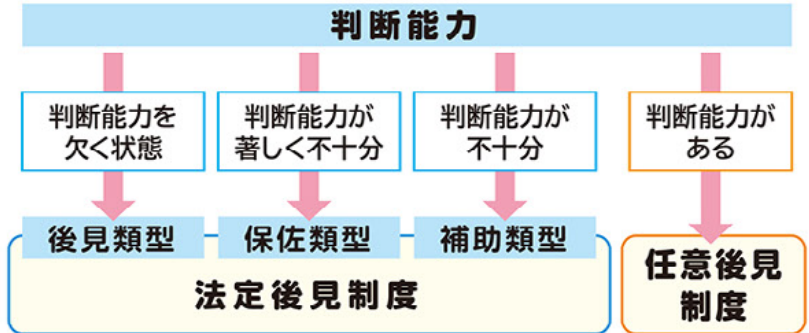 判断能力
判断能力を
欠く状態
判断能力が
著しく不十分
判断能力が
不十分
判断能力が
ある
後見類型
保佐類型
補助類型
法定後見制度
任意後見
制度